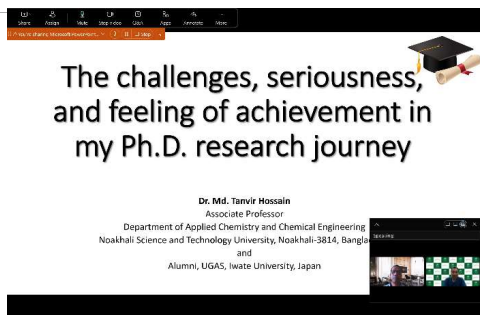 Share Assign Mute Stop video Q&A Apps Annotate More
Stop
The challenges, seriousness,
and feeling of achievement in
my Ph.D. research journey
Dr. Md. Tanvir Hossain
Associate Professor
Department of Applied Chemistry and Chemical Engineering
Noakhali Science and Technology University, Noakhali-3814,
and
Alumni, UGAS, Iwate University, Japan